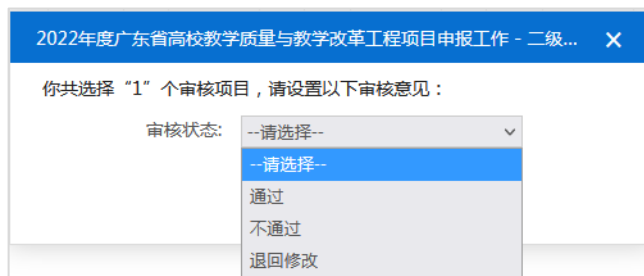 2022年度广东省高校教学质量与教学改革工程项目申报工作 - 二级...
你共选择“1”个审核项目，请设置以下审核意见：
审核状态: --请选择--
--请选择--
通过
不通过
退回修改